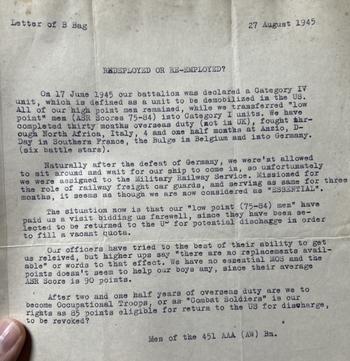 Letter of B Bag
27 August 1945
REDEPLOYED OR RE-EMPLOYED?
On 17 June 1945 our battalion was declared a Category IV
unit, which is defined as a unit to be demobilized in the US.
All of our high point men remained, while we transferred "low
point" men (ASR Scores 75-84) into Category I units. We have
completed thirty months overseas duty (not in UK), fought thr-
ough North Africa, Italy, 4 and one half months at Anzio, D-
Day in Southern France, the Bulge in Belgium and into Germany.
(six battle stars).
Naturally after the defeat of Germany, we were'nt allowed
to sit around and wait for our ship to come in, so unfortunately
we were assigned to the Military Railway Service. Missioned for
the role of railway freight car guards, and serving as same for three
months, it seems as though we are now considered as "ESSENTIAL".
The situation now is that our "low point (75-84) men" have
paid us a visit bidding us farewell, since they have been se-
lected to be returned to the U- for potential discharge in order
to fill a vacant quota.
Our officers have tried to the best of their ability to get
us releived, but higher ups say "there are no replacements avail-
able" or words to that effect. We have no essential MOS and the
points doesn't seem to help our boys any, since their average
ASR Score is 90 points.
After two and one half years of overseas duty are we to
become Occupational Troops, or as "Combat Soldiers" is our
rights as 85 points eligible for return to the US for discharge,
to be revoked?
Men of the 451 AAA (AW) Bn.